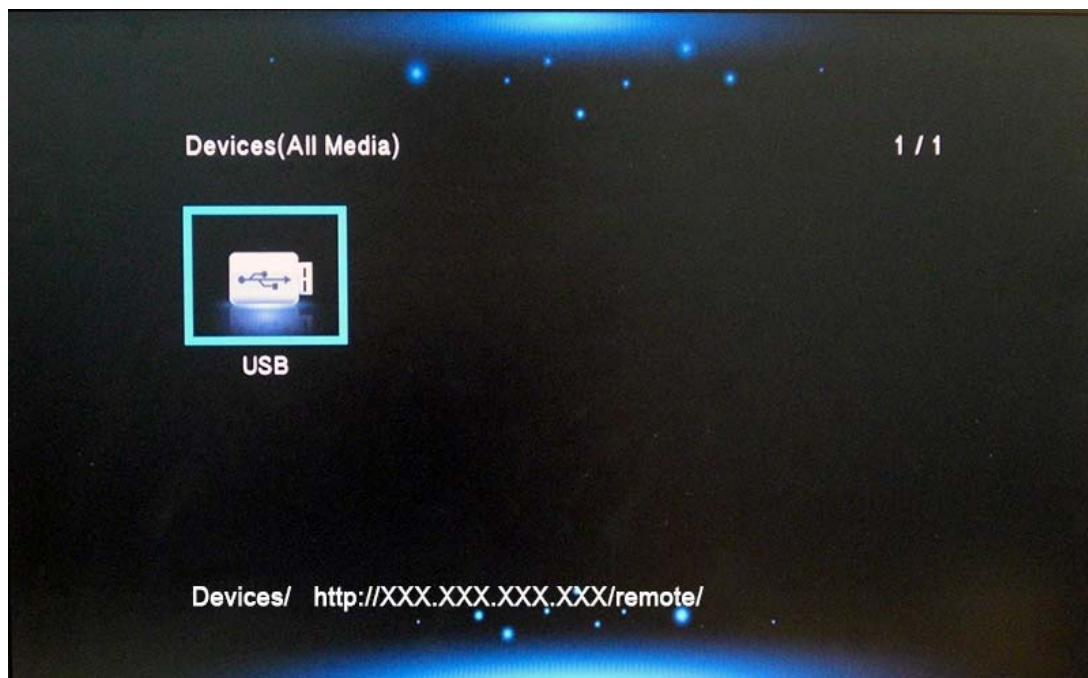 Devices(All Media) 1 / 1
USB
Devices/ http://XXX.XXX.XXX.XXX/remote/